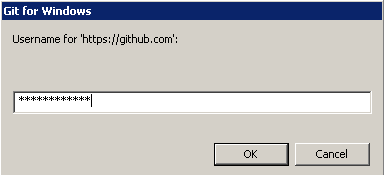 Git for Windows
Username for 'https://github.com':
************
OK
Cancel